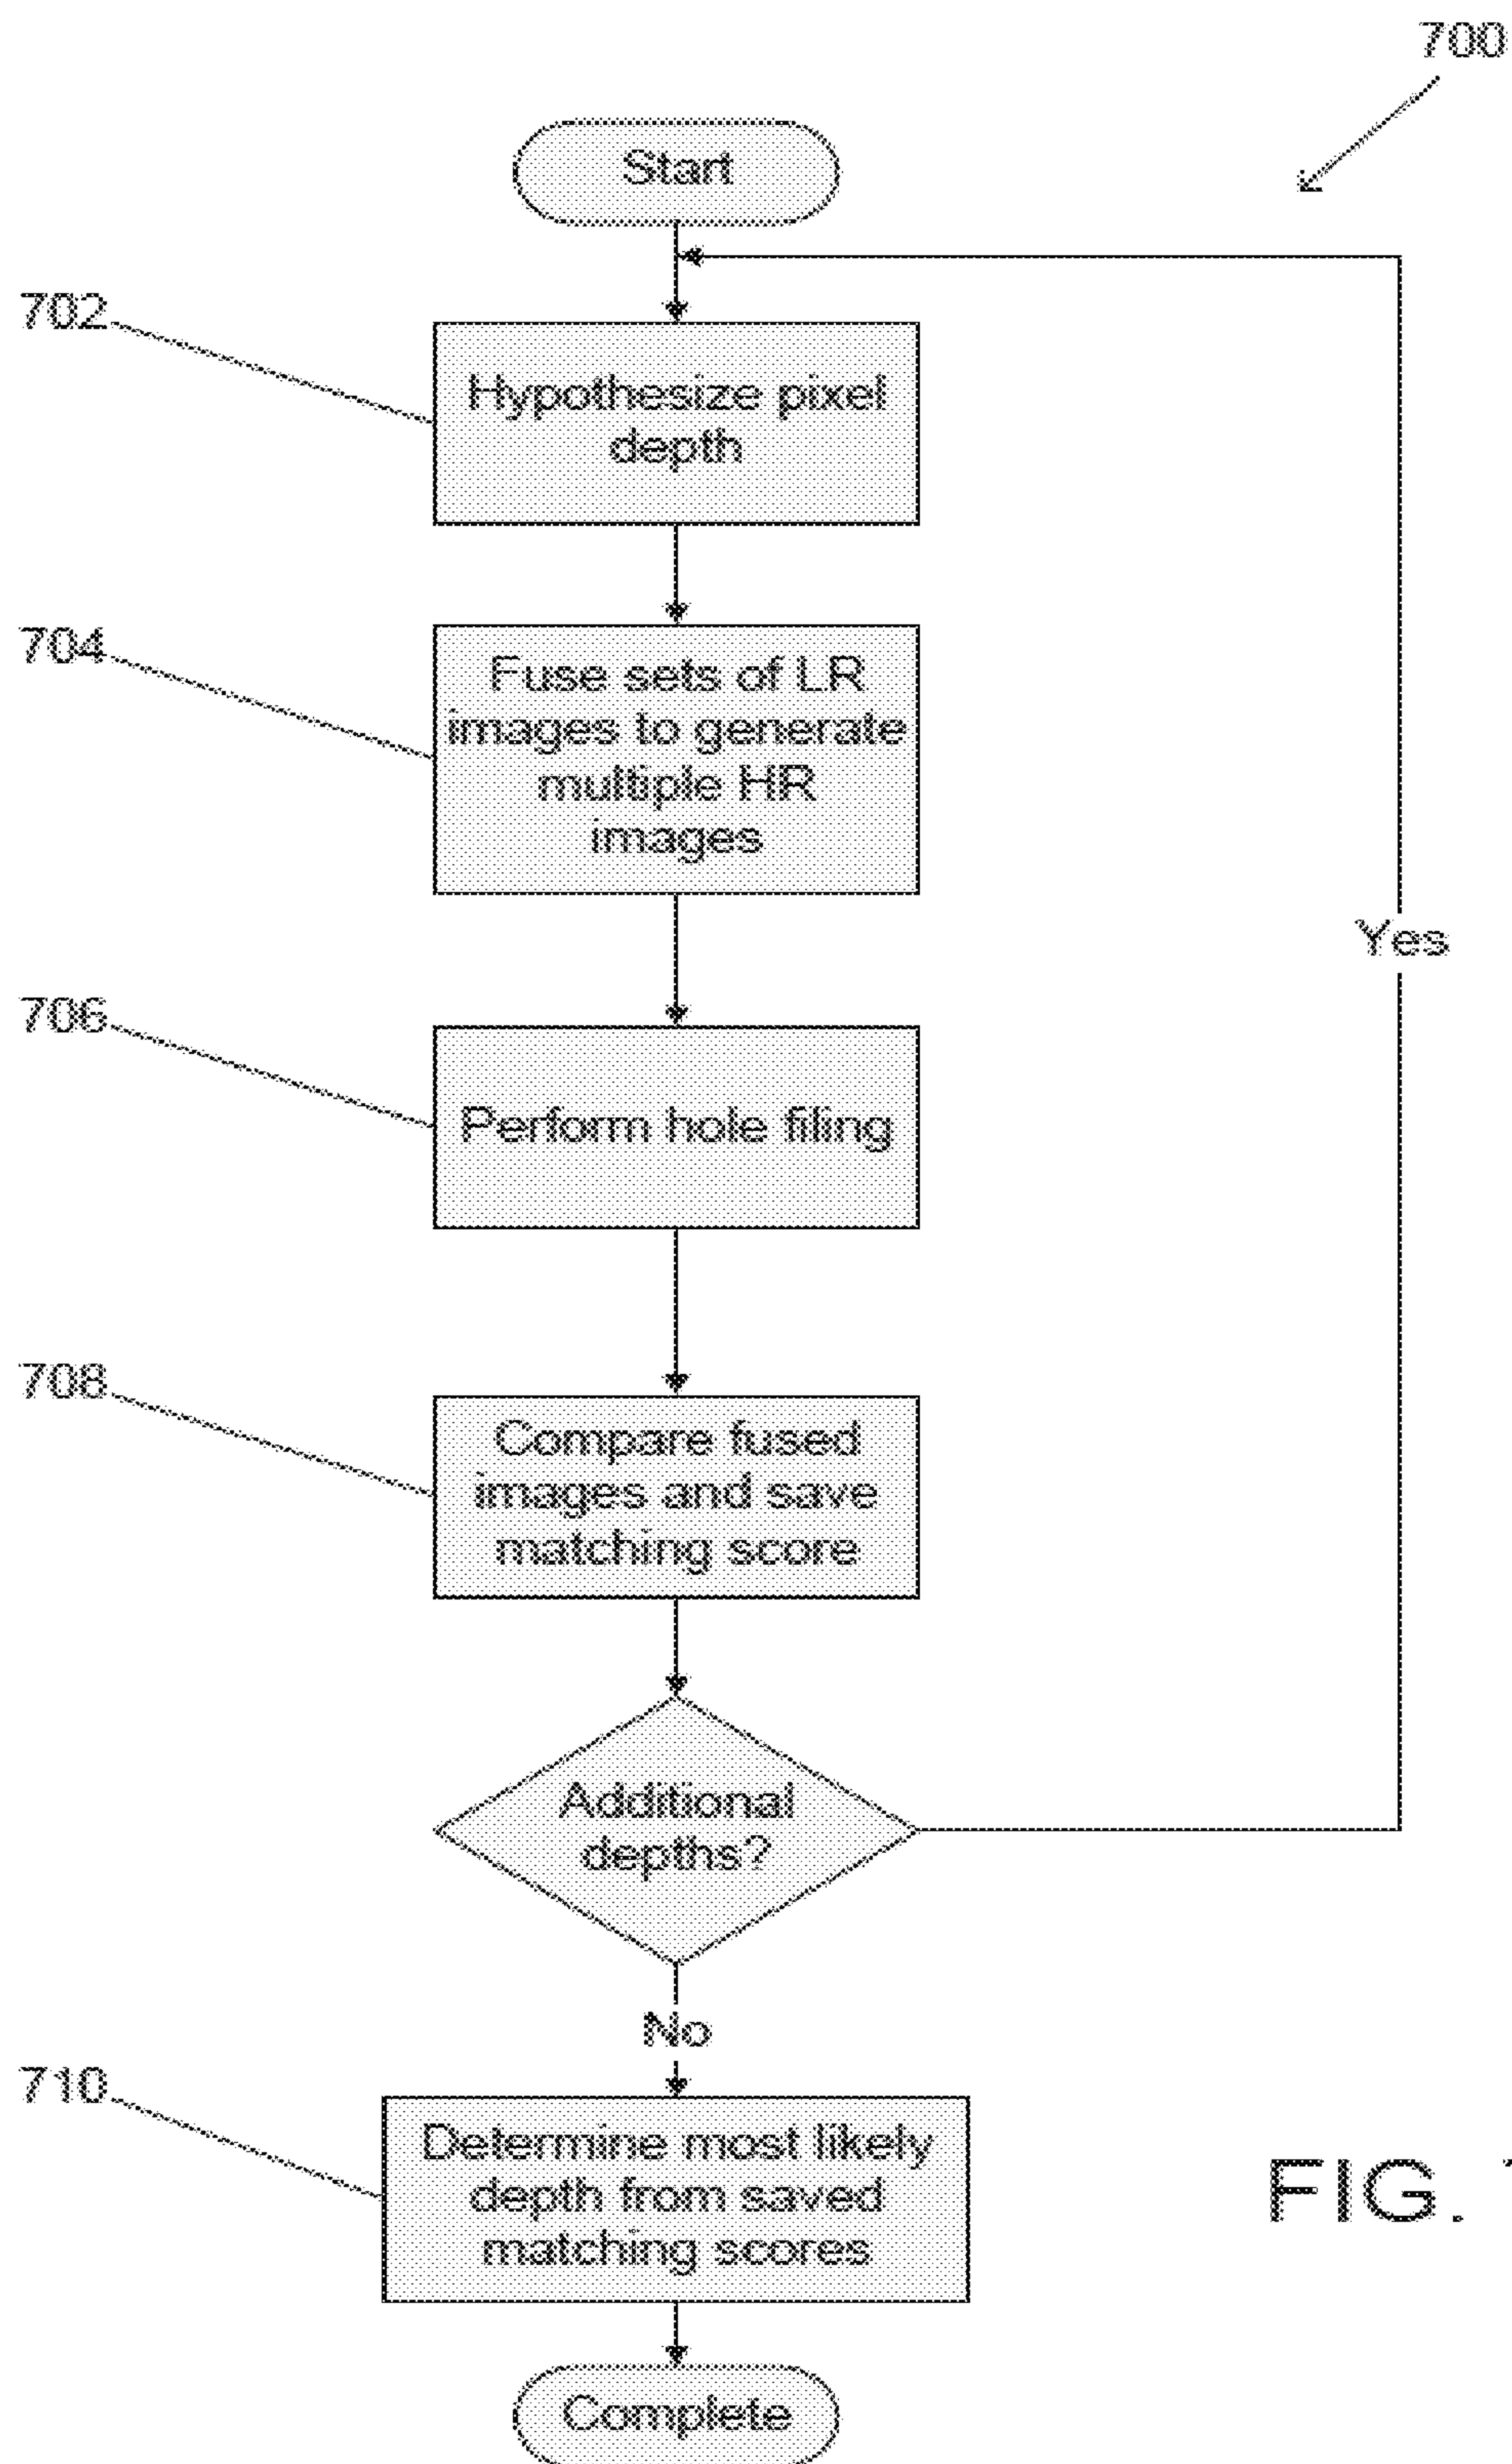 700
Start
702
Hypothesize pixel
depth
704
Fuse sets of LR
images to generate
multiple HR
images
Yes
706
Perform hole filing
708
Compare fused
images and save
matching score
Additional
depths?
No
710
Determine most likely
depth from saved
matching scores
FIG.
Complete